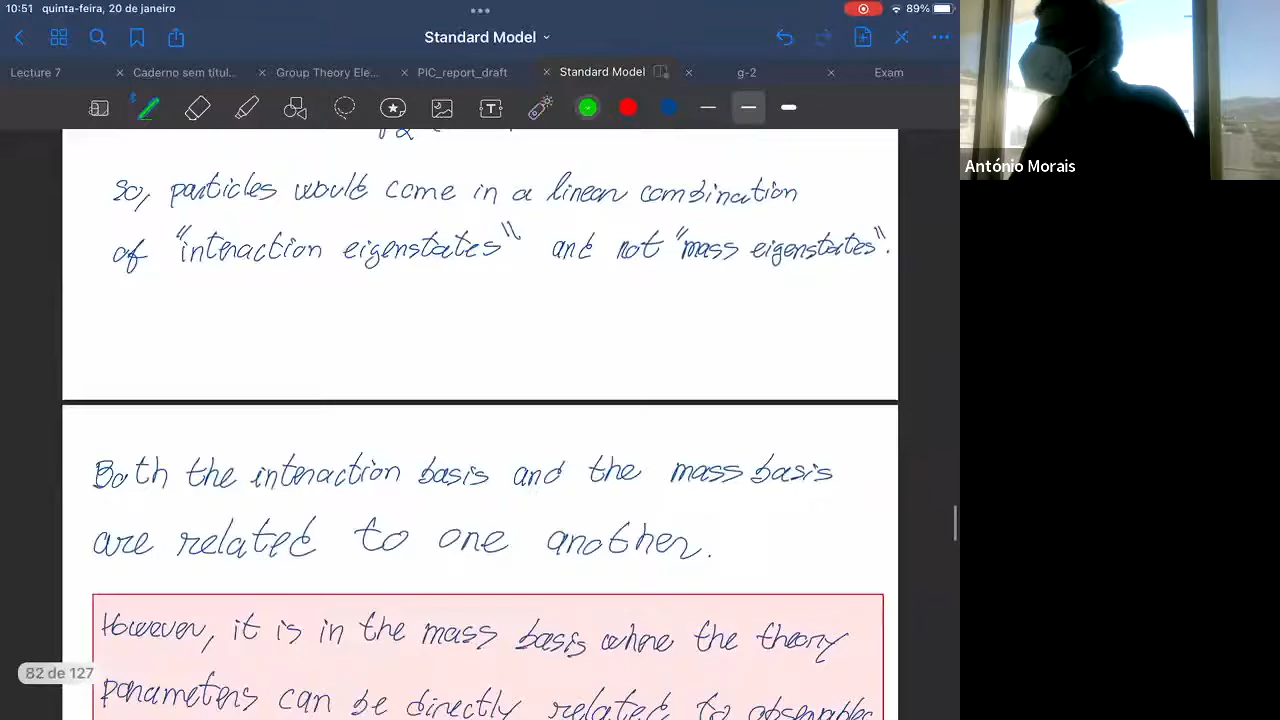 10:51 quinta-feira, 20 de janeiro
89%
Standard Model
Lecture 7
Caderno sem títul...
Group Theory Ele...
PIC_report_draft
Standard Model
g-2
Exam
António Morais
So, particles would come in a linear combination
of "interaction eigenstates" and not "mass eigenstates".
Both the interaction basis and the mass basis
are related to one another.
However, it is in the mass basis where the theory
82 de 127
parameters can be directly related to observables